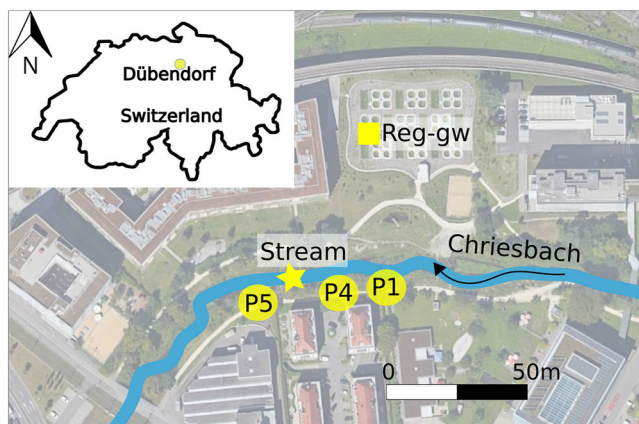 N
Dübendorf
Switzerland
Reg-gw
Stream
Chriesbach
P5
P4
P1
0
50m